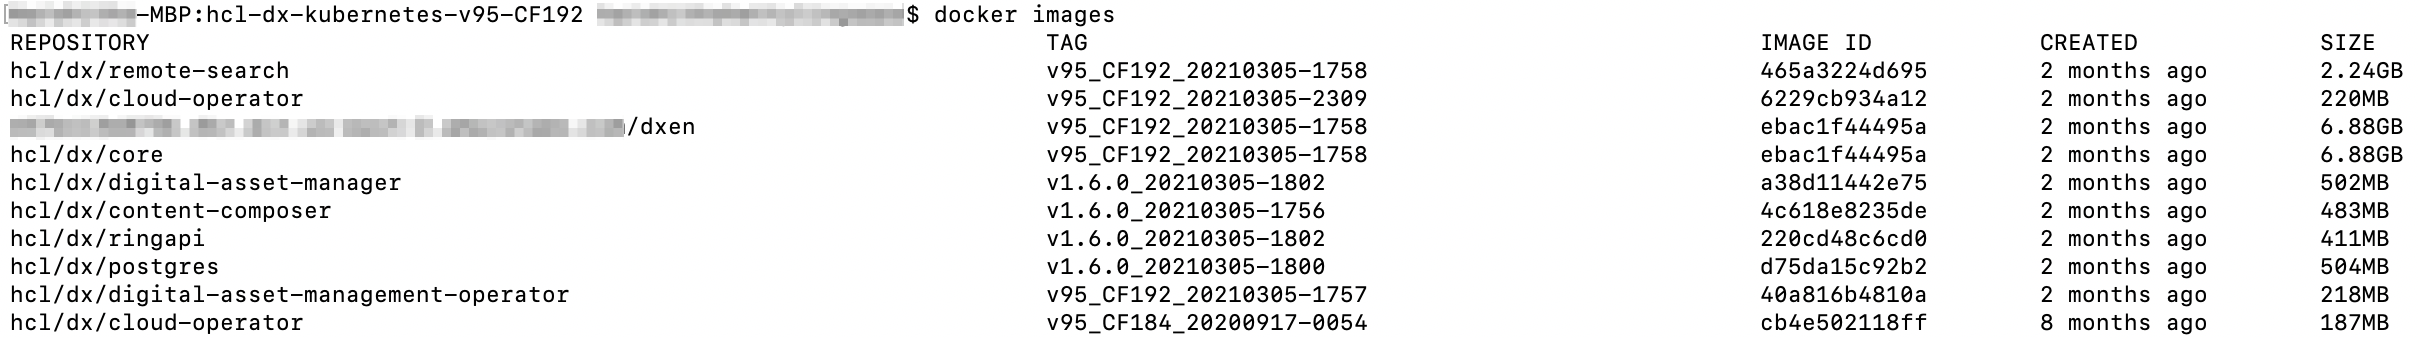 -MBP:hcl-dx-kubernetes-v95-CF192 $ docker images
REPOSITORY TAG IMAGE ID CREATED SIZE
hcl/dx/remote-search v95_CF192_20210305-1758 465a3224d695 2 months ago 2.24GB
hcl/dx/cloud-operator v95_CF192_20210305-2309 6229cb934a12 2 months ago 220MB
/dxen v95_CF192_20210305-1758 ebac1f44495a 2 months ago 6.88GB
hcl/dx/core v95_CF192_20210305-1758 ebac1f44495a 2 months ago 6.88GB
hcl/dx/digital-asset-manager v1.6.0_20210305-1802 a38d11442e75 2 months ago 502MB
hcl/dx/content-composer v1.6.0_20210305-1756 4c618e8235de 2 months ago 483MB
hcl/dx/ringapi v1.6.0_20210305-1802 220cd48c6cd0 2 months ago 411MB
hcl/dx/postgres v1.6.0_20210305-1800 d75da15c92b2 2 months ago 504MB
hcl/dx/digital-asset-management-operator v95_CF192_20210305-1757 40a816b4810a 2 months ago 218MB
hcl/dx/cloud-operator v95_CF184_20200917-0054 cb4e502118ff 8 months ago 187MB